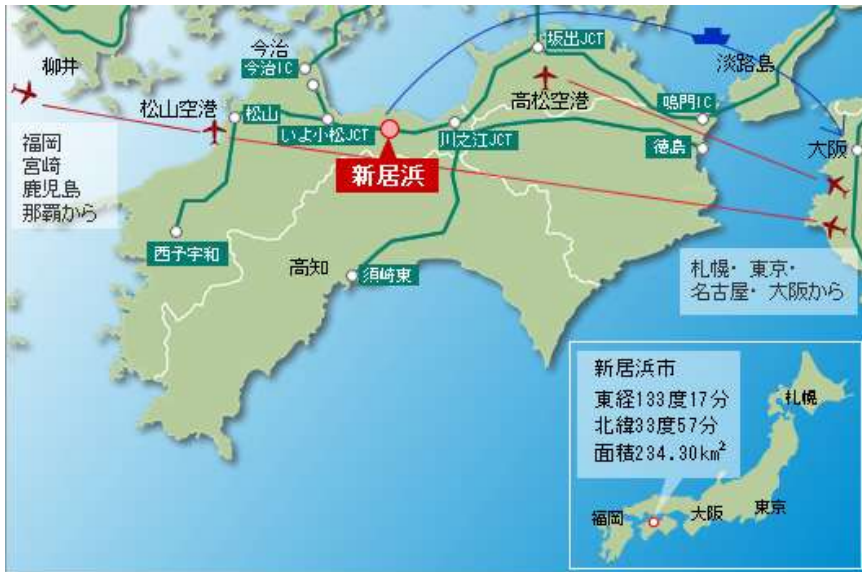 坂出JCT
今治
柳井
今治IC
淡路島
高松空港
鳴門IC
松山空港
松山
いよ小松JCT
川之江JCT
徳島
大阪
福岡
宮崎
鹿児島
那覇から
新居浜
西予宇和
高知
須崎東
札幌・東京・
名古屋・大阪から
新居浜市
東経133度17分
北緯33度57分
面積234.30km²
札幌
福岡
大阪
東京